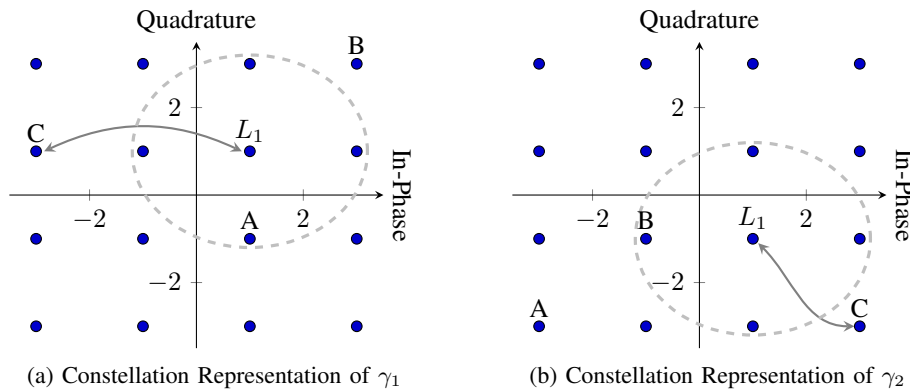 Quadrature
B
2
C
L₁
In-Phase
−2
2
A
−2
(a) Constellation Representation of γ₁
Quadrature
2
In-Phase
−2
2
B
L₁
−2
A
C
(b) Constellation Representation of γ₂